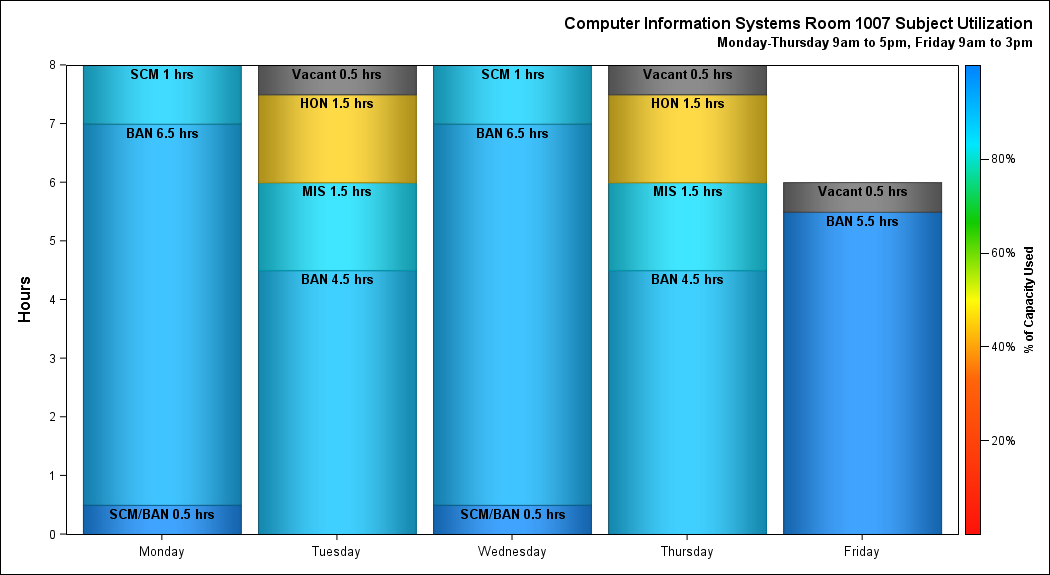 Computer Information Systems Room 1007 Subject Utilization
Monday-Thursday 9am to 5pm, Friday 9am to 3pm
Hours
8
7
6
5
4
3
2
1
0
SCM 1 hrs
BAN 6.5 hrs
SCM/BAN 0.5 hrs
Vacant 0.5 hrs
HON 1.5 hrs
MIS 1.5 hrs
BAN 4.5 hrs
SCM 1 hrs
BAN 6.5 hrs
SCM/BAN 0.5 hrs
Vacant 0.5 hrs
HON 1.5 hrs
MIS 1.5 hrs
BAN 4.5 hrs
Vacant 0.5 hrs
BAN 5.5 hrs
Monday
Tuesday
Wednesday
Thursday
Friday
80%
60%
40%
20%
% of Capacity Used